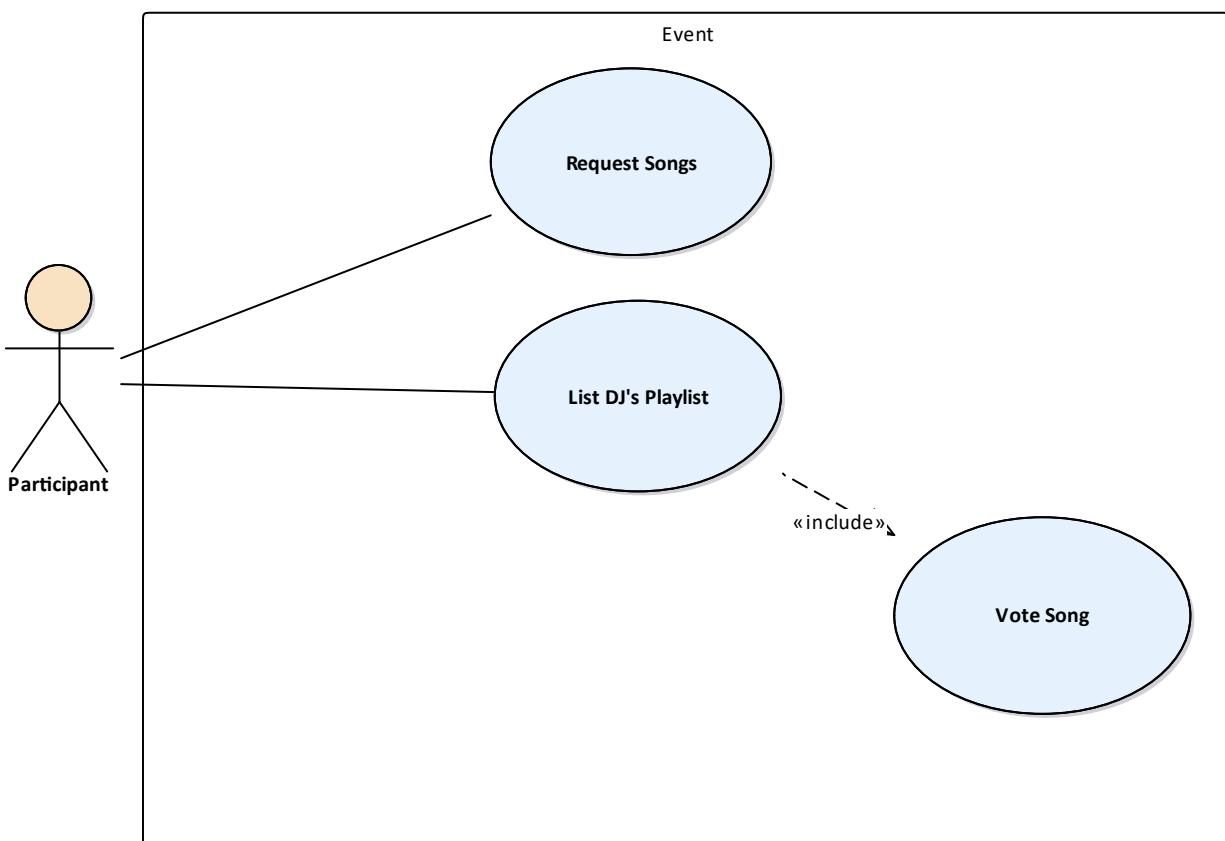 Event
Request Songs
List DJ's Playlist
Participant
«include»
Vote Song